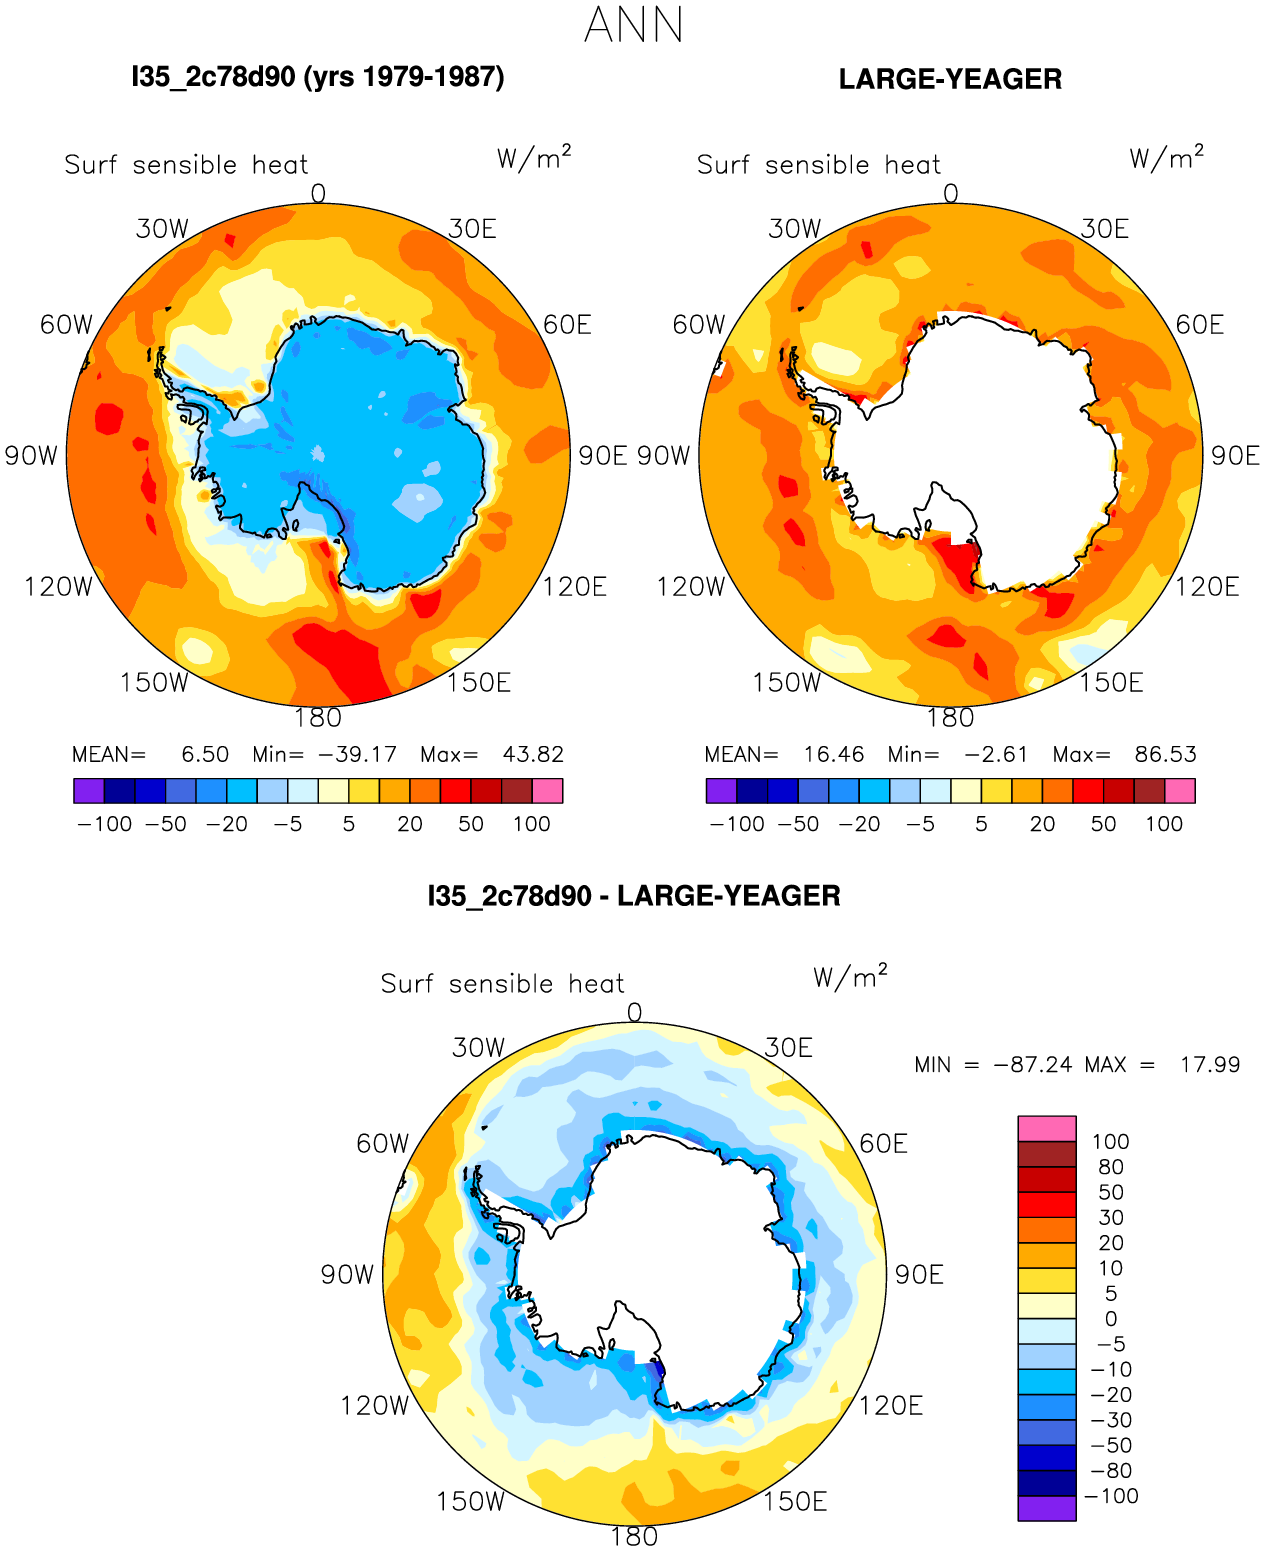 ANN
I35_2c78d90 (yrs 1979-1987)
LARGE-YEAGER
Surf sensible heat W/m²
Surf sensible heat W/m²
0
30W 30E
60W 60E
90W 90E
120W 120E
150W 150E
180
0
30W 30E
60W 60E
90W 90E
120W 120E
150W 150E
180
MEAN= 6.50 Min= −39.17 Max= 43.82
−100 −50 −20 −5 5 20 50 100
MEAN= 16.46 Min= −2.61 Max= 86.53
−100 −50 −20 −5 5 20 50 100
I35_2c78d90 - LARGE-YEAGER
Surf sensible heat W/m²
0
30W 30E
60W 60E
90W 90E
120W 120E
150W 150E
180
MIN = −87.24 MAX = 17.99
100
80
50
30
20
10
5
0
−5
−10
−20
−30
−50
−80
−100